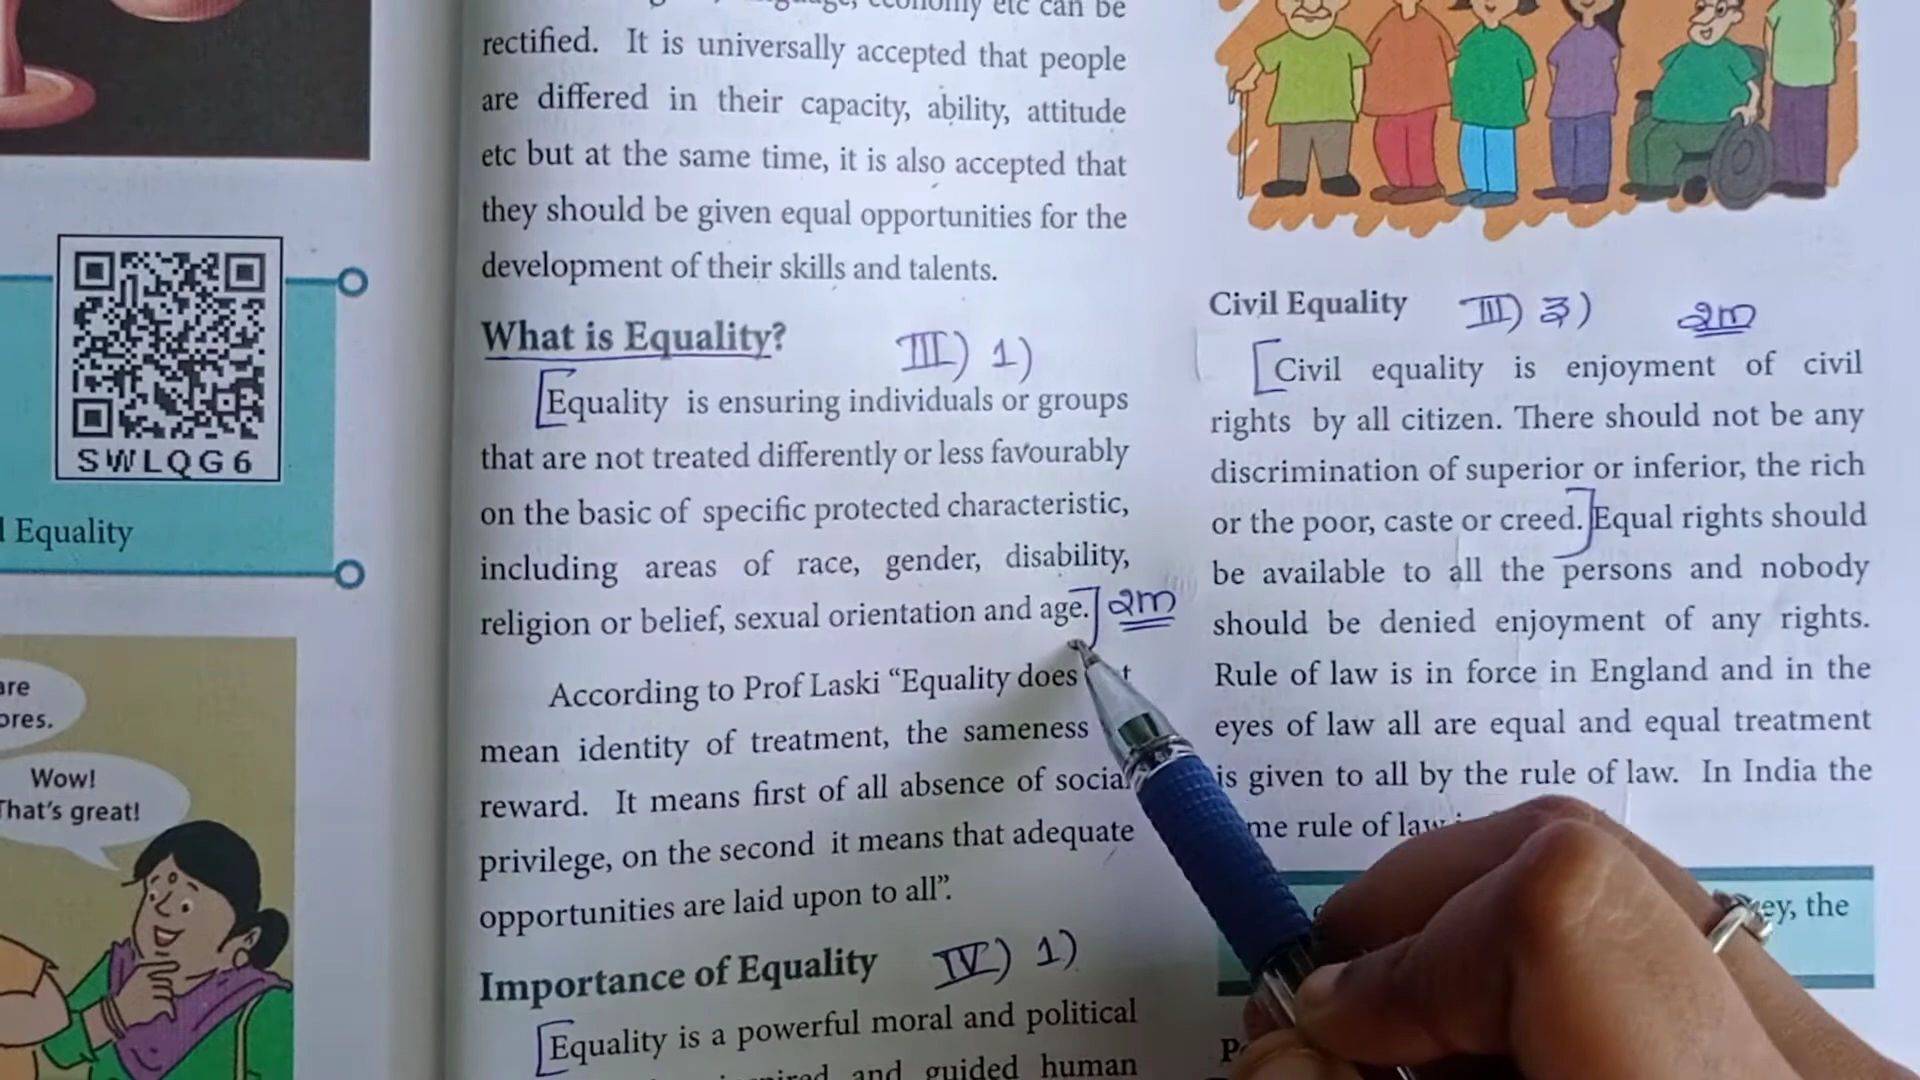 SWLQG6
Equality
Wow!
That's great!
economy etc can be
rectified. It is universally accepted that people
are differed in their capacity, ability, attitude
etc but at the same time, it is also accepted that
they should be given equal opportunities for the
development of their skills and talents.
What is Equality? III) 1)
Equality is ensuring individuals or groups
that are not treated differently or less favourably
on the basic of specific protected characteristic,
including areas of race, gender, disability,
religion or belief, sexual orientation and age. 2m
According to Prof Laski “Equality does
mean identity of treatment, the sameness
reward. It means first of all absence of social
privilege, on the second it means that adequate
opportunities are laid upon to all”.
Importance of Equality IV) 1)
Equality is a powerful moral and political
and guided human
Civil Equality III) 3) 2m
Civil equality is enjoyment of civil
rights by all citizen. There should not be any
discrimination of superior or inferior, the rich
or the poor, caste or creed. Equal rights should
be available to all the persons and nobody
should be denied enjoyment of any rights.
Rule of law is in force in England and in the
eyes of law all are equal and equal treatment
is given to all by the rule of law. In India the
rule of law
the